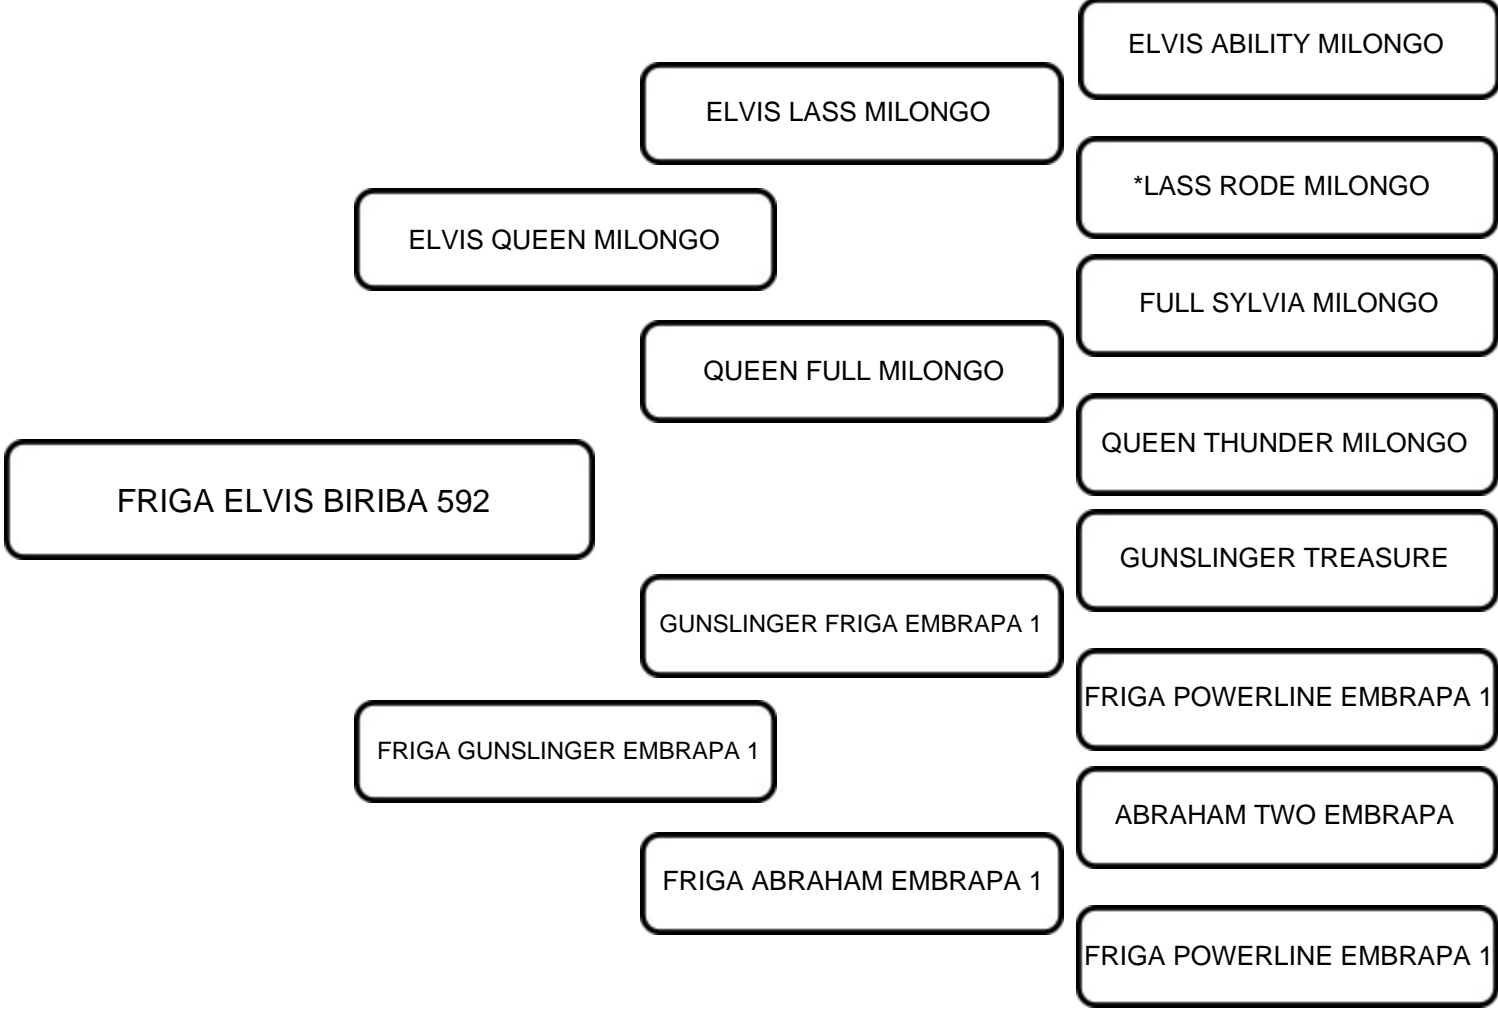 ELVIS ABILITY MILONGO
ELVIS LASS MILONGO
*LASS RODE MILONGO
ELVIS QUEEN MILONGO
FULL SYLVIA MILONGO
QUEEN FULL MILONGO
QUEEN THUNDER MILONGO
FRIGA ELVIS BIRIBA 592
GUNSLINGER TREASURE
GUNSLINGER FRIGA EMBRAPA 1
FRIGA POWERLINE EMBRAPA 1
FRIGA GUNSLINGER EMBRAPA 1
ABRAHAM TWO EMBRAPA
FRIGA ABRAHAM EMBRAPA 1
FRIGA POWERLINE EMBRAPA 1